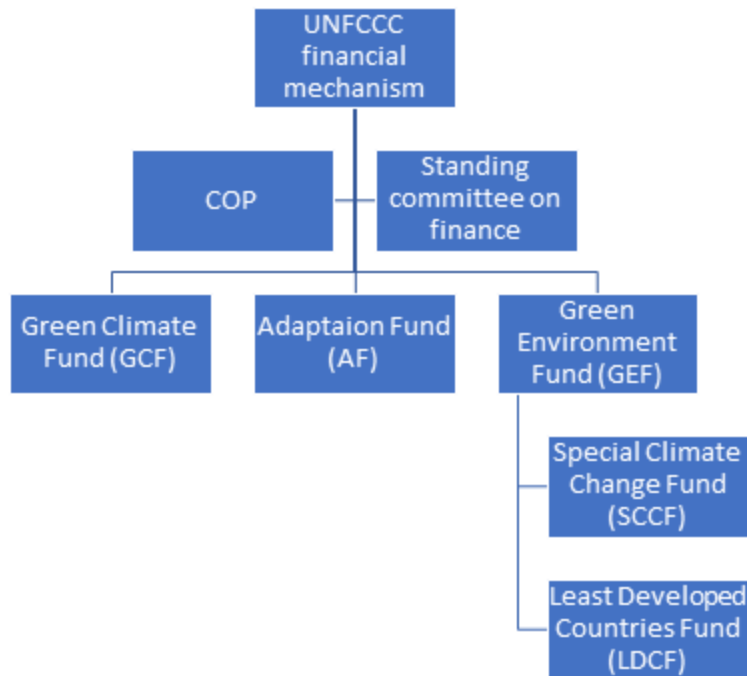 UNFCCC
financial
mechanism
COP
Standing
committee on
finance
Green Climate
Fund (GCF)
Adaptaion Fund
(AF)
Green
Environment
Fund (GEF)
Special Climate
Change Fund
(SCCF)
Least Developed
Countries Fund
(LDCF)